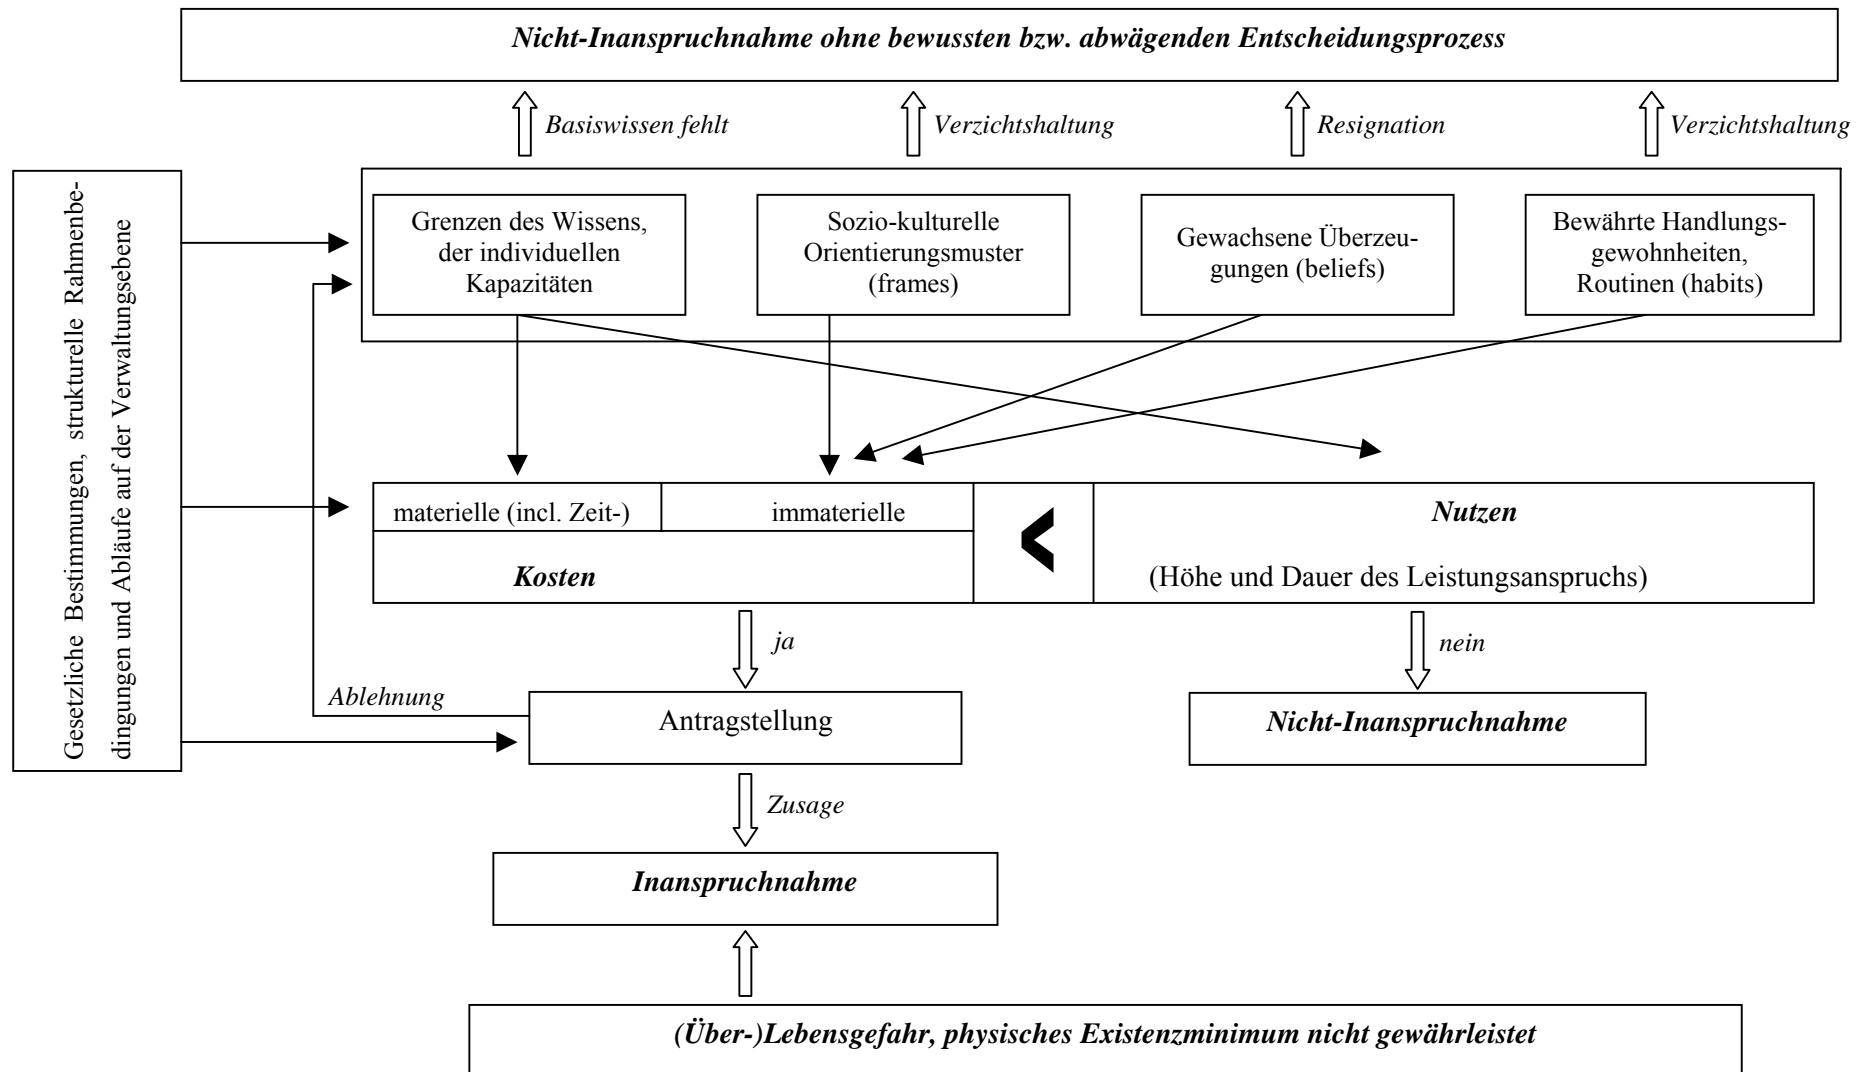 Nicht-Inanspruchnahme ohne bewussten bzw. abwägenden Entscheidungsprozess
Basiswissen fehlt
Verzichtshaltung
Resignation
Verzichtshaltung
Gesetzliche Bestimmungen, strukturelle Rahmenbe-
dingungen und Abläufe auf der Verwaltungsebene
Grenzen des Wissens,
der individuellen
Kapazitäten
Sozio-kulturelle
Orientierungsmuster
(frames)
Gewachsene Überzeu-
gungen (beliefs)
Bewährte Handlungs-
gewohnheiten,
Routinen (habits)
materielle (incl. Zeit-)
immaterielle
Kosten
<
Nutzen
(Höhe und Dauer des Leistungsanspruchs)
ja
nein
Ablehnung
Antragstellung
Nicht-Inanspruchnahme
Zusage
Inanspruchnahme
(Über-)Lebensgefahr, physisches Existenzminimum nicht gewährleistet